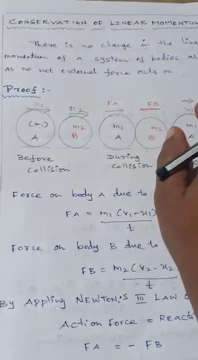 CONSERVATION OF LINEAR MOMENTUM
There is no change in the line
momentum of a system of bodies as
as no net external force acts on
Proof :-
u1 u2 FA FB
(m1) m2 m1 m2
A B A B
Before During
Collision Collision
Force on body A due to
FA = m1 (v1 - u1)
t
Force on body B due to
FB = m2 (v2 - u2
t
By Applying NEWTON,S III LAW
Action force = Reacti
FA = - FB